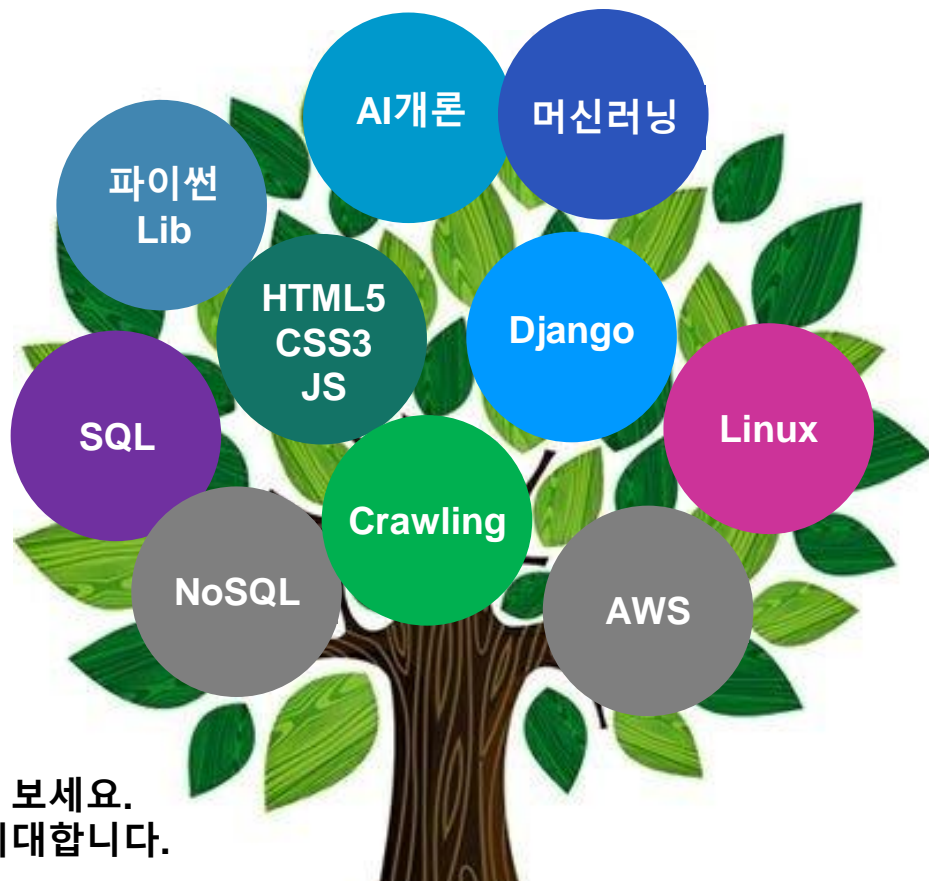 AI개론
머신러닝
파이썬
Lib
HTML5
CSS3
JS
Django
SQL
Linux
Crawling
NoSQL
AWS
보세요.
대합니다.